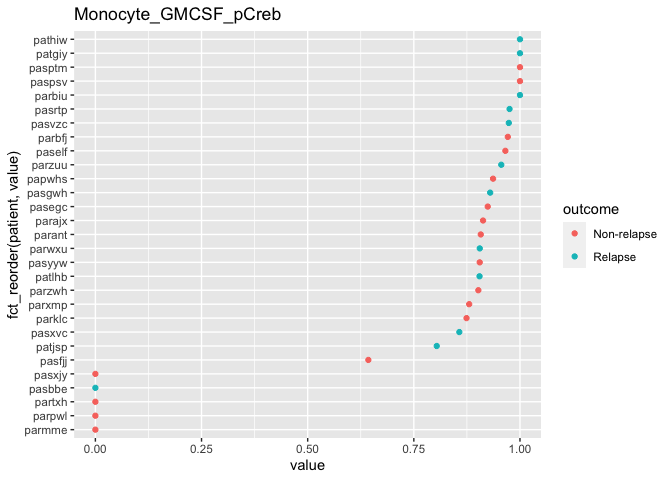 Monocyte_GMCSF_pCreb
fct_reorder(patient, value)
pathiw
patgiy
pasptm
paspsv
parbiu
pasrtp
pasvzc
parbfj
paself
parzuu
papwhs
pasgwh
pasegc
parajx
parant
parwxu
pasyyw
patlhb
parzwh
parxmp
parklc
pasxvc
patjsp
pasfjj
pasxjy
pasbbe
partxh
parpwl
parmme
0.00 0.25 0.50 0.75 1.00
value
outcome
Non-relapse
Relapse